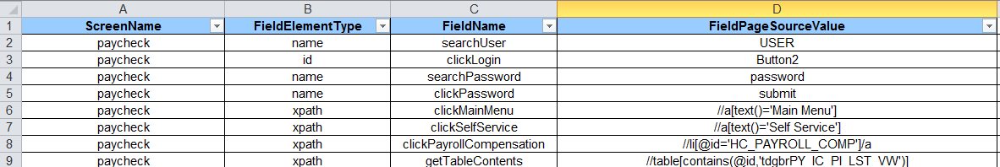 A B C D
1 ScreenName FieldElementType FieldName FieldPageSourceValue
2 paycheck name searchUser USER
3 paycheck id clickLogin Button2
4 paycheck name searchPassword password
5 paycheck name clickPassword submit
6 paycheck xpath clickMainMenu //a[text()='Main Menu']
7 paycheck xpath clickSelfService //a[text()='Self Service']
8 paycheck xpath clickPayrollCompensation //li[@id='HC_PAYROLL_COMP']/a
9 paycheck xpath getTableContents //table[contains(@id,'tdgbrPY_IC_PI_LST_VW')]